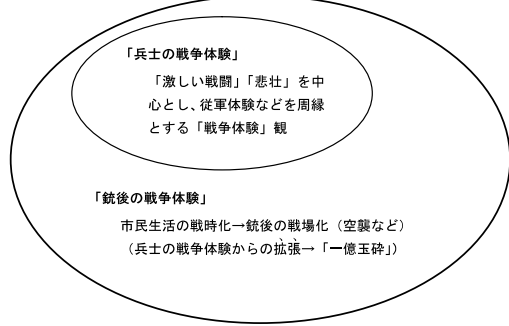 「兵士の戦争体験」
「激しい戦闘」「悲壮」を中
心とし、従軍体験などを周縁
とする「戦争体験」観
「銃後の戦争体験」
市民生活の戦時化→銃後の戦場化（空襲など）
（兵士の戦争体験からの拡張→「一億玉砕」）